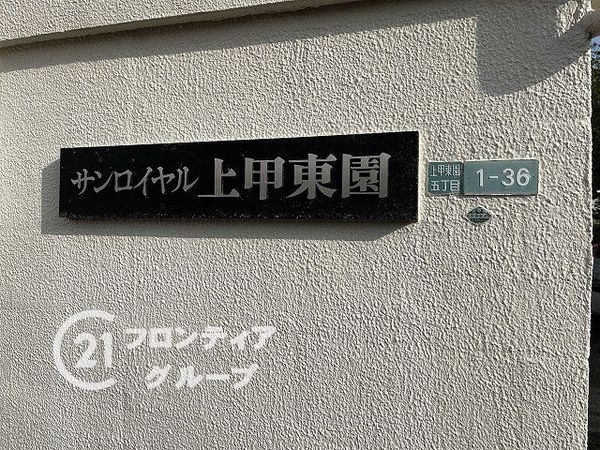 サンロイヤル 上甲東園
上甲東園
五丁目
1-36
21 フロンティア
グループ